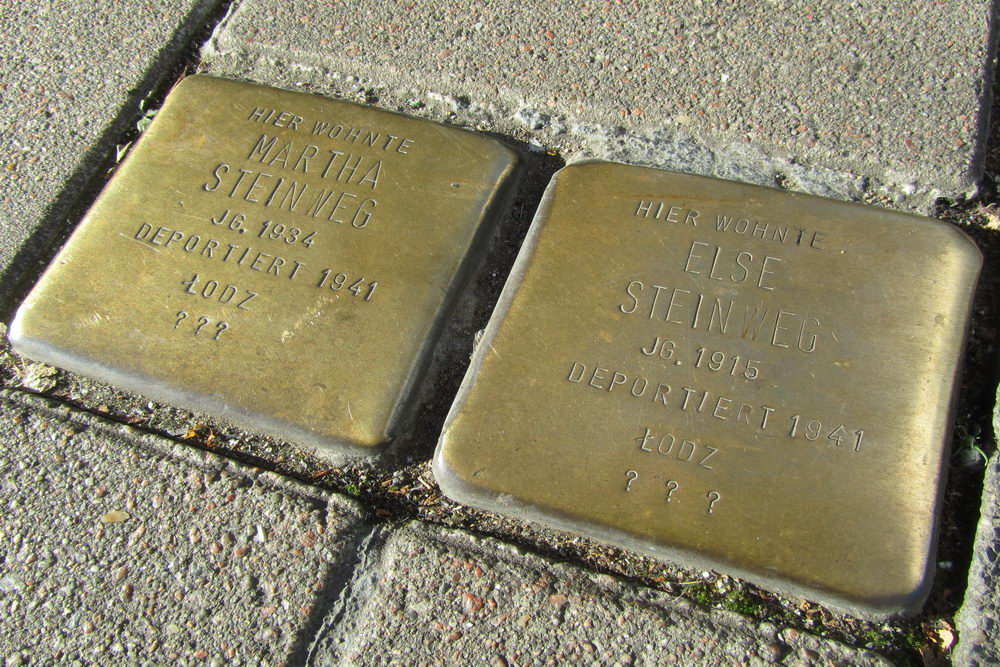 HIER WOHNTE
MARTHA
STEINWEG
JG. 1934
DEPORTIERT 1941
ŁODZ
???
HIER WOHNTE
ELSE
STEINWEG
JG. 1915
DEPORTIERT 1941
ŁODZ
? ? ?